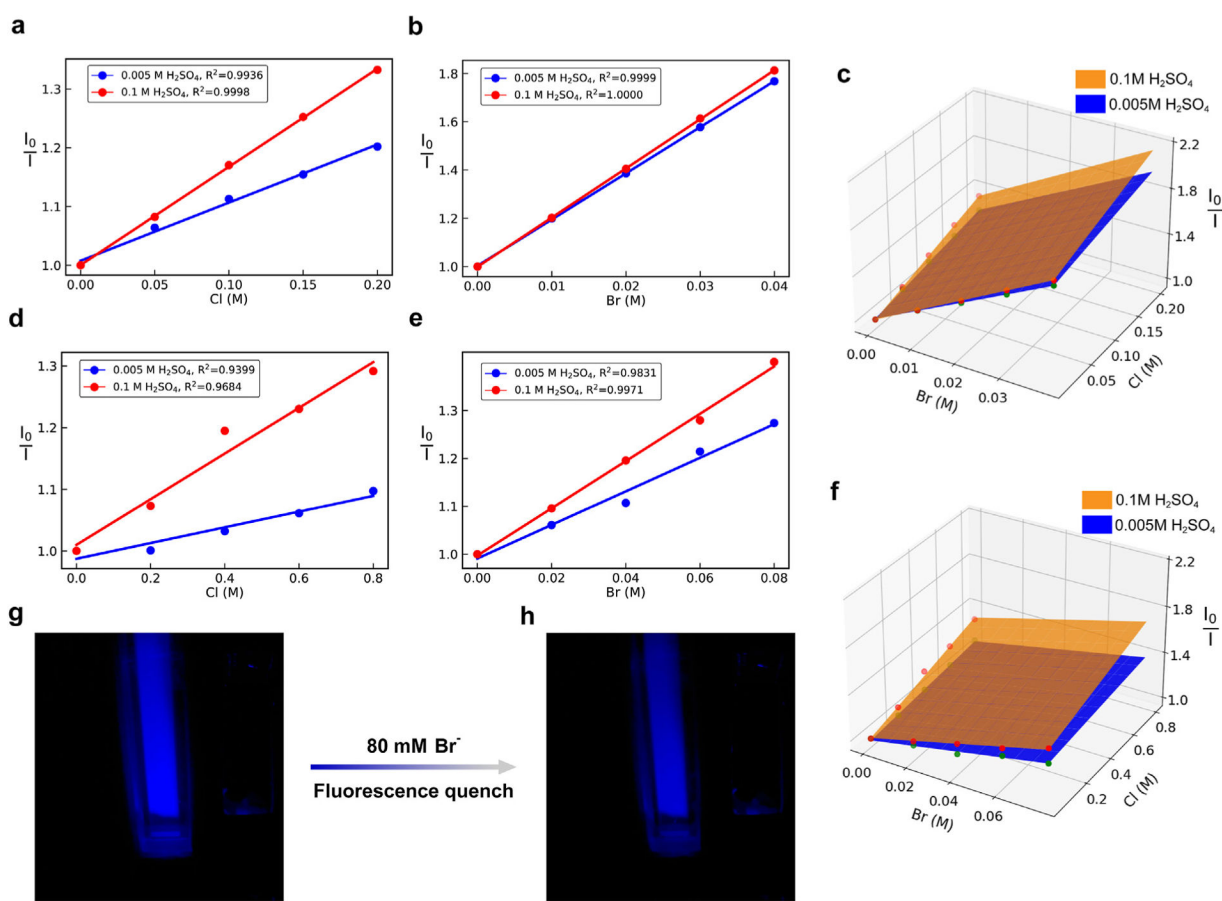 a
I0/I
0.005 M H2SO4, R2=0.9936
0.1 M H2SO4, R2=0.9998
1.3
1.2
1.1
1.0
0.00 0.05 0.10 0.15 0.20
Cl (M)
b
0.005 M H2SO4, R2=0.9999
0.1 M H2SO4, R2=1.0000
1.8
1.6
1.4
1.2
1.0
0.00 0.01 0.02 0.03 0.04
Br (M)
c
0.1M H2SO4
0.005M H2SO4
2.2
1.8
1.4
1.0
I0/I
0.00 0.01 0.02 0.03
Br (M)
0.05 0.10 0.15 0.20
Cl (M)
d
I0/I
0.005 M H2SO4, R2=0.9399
0.1 M H2SO4, R2=0.9684
1.3
1.2
1.1
1.0
0.0 0.2 0.4 0.6 0.8
Cl (M)
e
0.005 M H2SO4, R2=0.9831
0.1 M H2SO4, R2=0.9971
1.3
1.2
1.1
1.0
0.00 0.02 0.04 0.06 0.08
Br (M)
f
0.1M H2SO4
0.005M H2SO4
2.2
1.8
1.4
1.0
I0/I
0.00 0.02 0.04 0.06
Br (M)
0.2 0.4 0.6 0.8
Cl (M)
g
80 mM Br-
Fluorescence quench
h